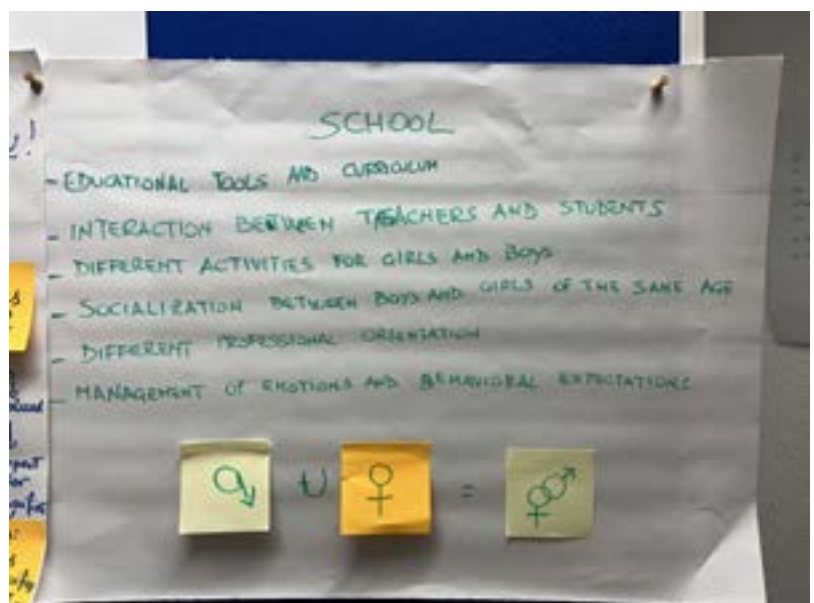 SCHOOL
- EDUCATIONAL TOOLS AND CURRICULUM
- INTERACTION BETWEEN TEACHERS AND STUDENTS
- DIFFERENT ACTIVITIES FOR GIRLS AND BOYS
- SOCIALIZATION BETWEEN BOYS AND GIRLS OF THE SAME AGE
- DIFFERENT PROFESSIONAL ORIENTATION
- MANAGEMENT OF EMOTIONS AND BEHAVIORAL EXPECTATIONS
♂ U ♀ = ⚤